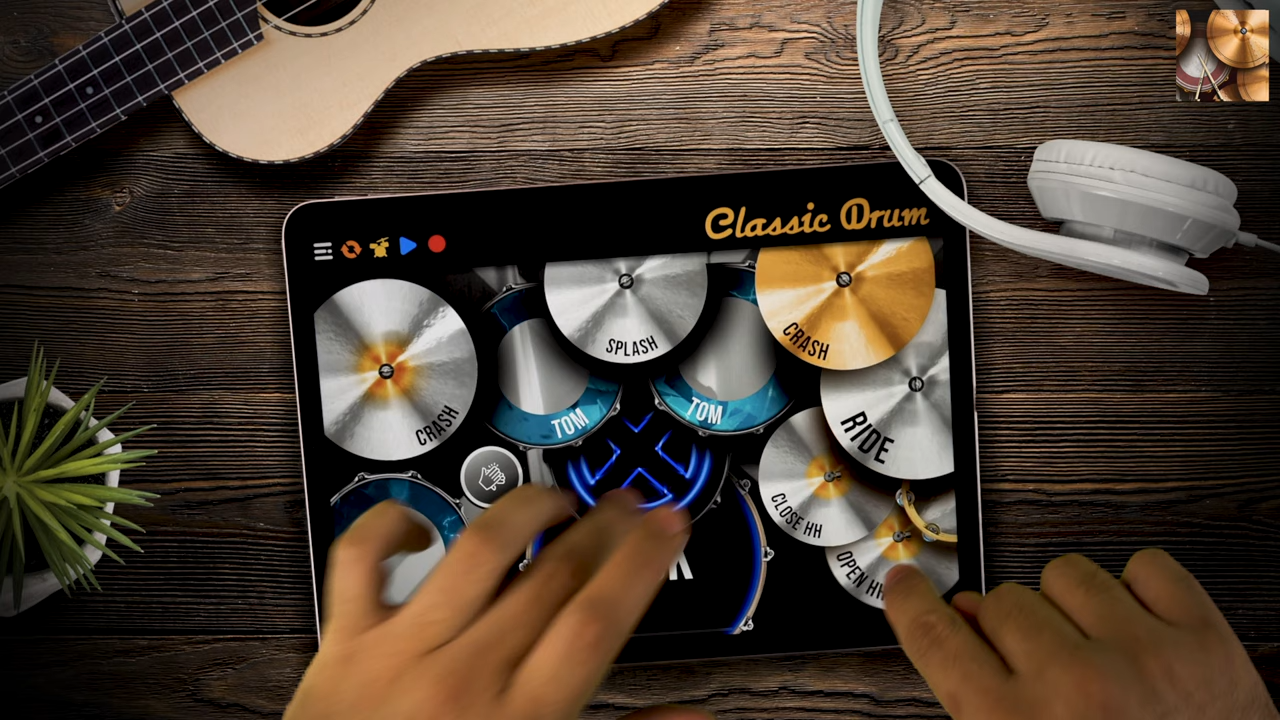 Classic Drum
SPLASH
CRASH
CRASH
TOM
TOM
RIDE
CLOSE HH
OPEN HH